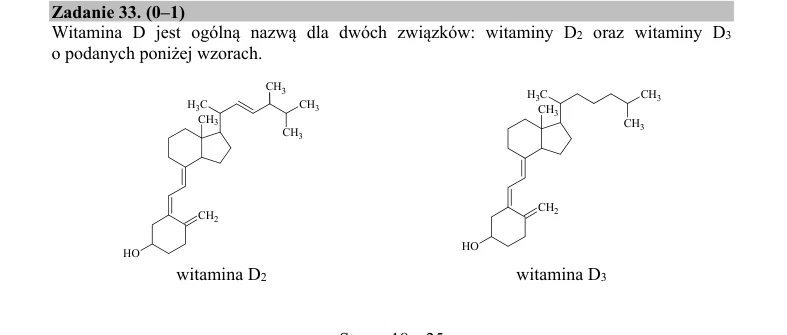 Zadanie 33. (0–1)
Witamina D jest ogólną nazwą dla dwóch związków: witaminy D₂ oraz witaminy D₃
o podanych poniżej wzorach.
CH₃
H₃C
CH₃
CH₃
CH₃
CH₂
HO
H₃C
CH₃
CH₃
CH₃
CH₂
HO
witamina D₂ witamina D₃